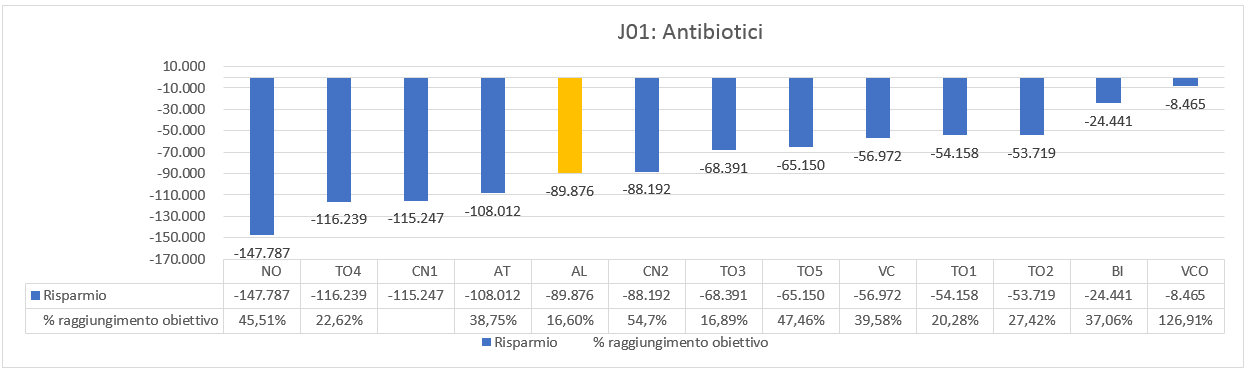 J01: Antibiotici
10.000
-10.000
-30.000
-50.000
-70.000
-90.000
-110.000
-130.000
-150.000
-170.000
-147.787 -116.239 -115.247 -108.012 -89.876 -88.192 -68.391 -65.150 -56.972 -54.158 -53.719 -24.441 -8.465
NO TO4 CN1 AT AL CN2 TO3 TO5 VC TO1 TO2 BI VCO
Risparmio -147.787 -116.239 -115.247 -108.012 -89.876 -88.192 -68.391 -65.150 -56.972 -54.158 -53.719 -24.441 -8.465
% raggiungimento obiettivo 45,51% 22,62% 38,75% 16,60% 54,7% 16,89% 47,46% 39,58% 20,28% 27,42% 37,06% 126,91%
Risparmio % raggiungimento obiettivo